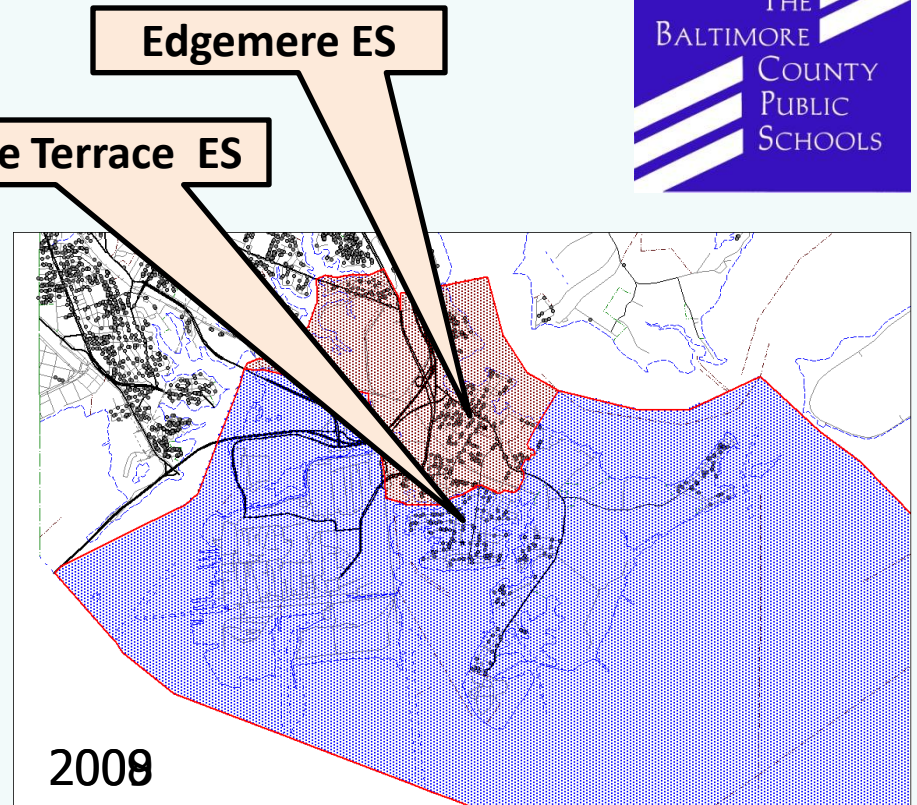 Edgemere ES
e Terrace ES
THE
BALTIMORE
COUNTY
PUBLIC
SCHOOLS